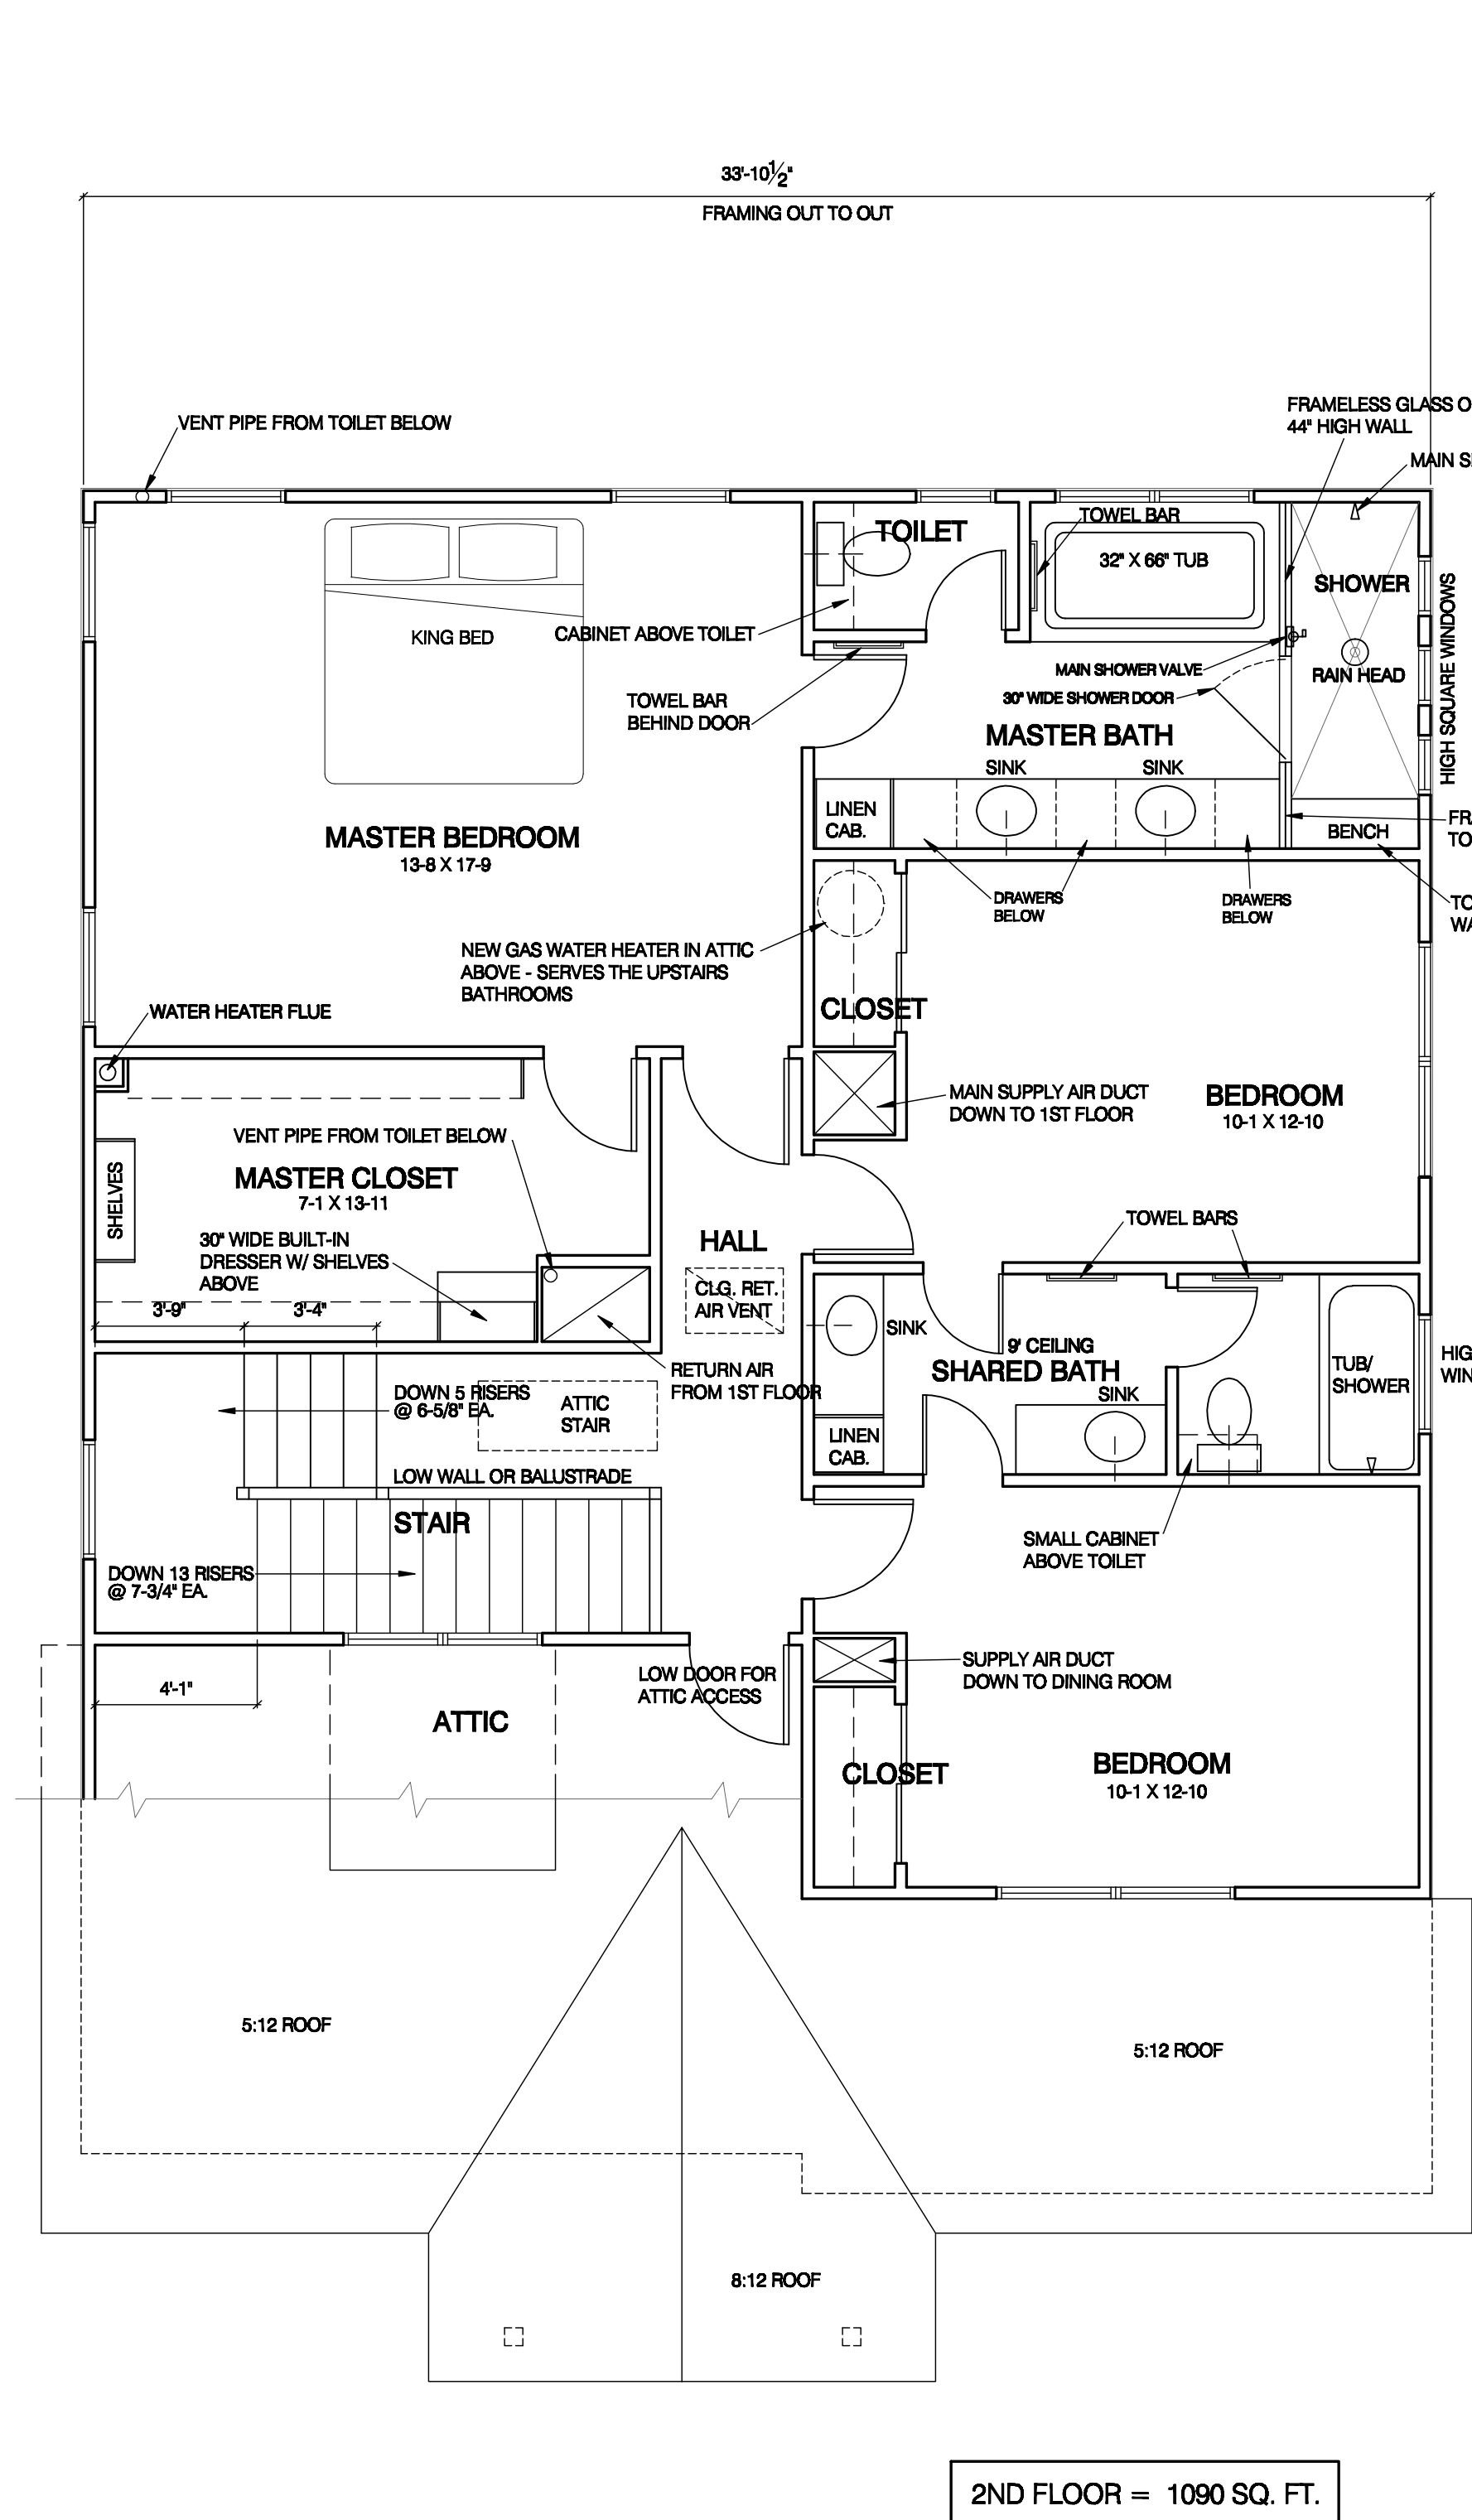 33'-10 1/2"
FRAMING OUT TO OUT
FRAMELESS GLASS
44" HIGH WALL
VENT PIPE FROM TOILET BELOW
MAIN
TOILET
TOWEL BAR
32" X 66" TUB
SHOWER
HIGH SQUARE WINDOWS
KING BED
CABINET ABOVE TOILET
MAIN SHOWER VALVE
RAIN HEAD
30" WIDE SHOWER DOOR
TOWEL BAR
BEHIND DOOR
MASTER BATH
SINK
SINK
LINEN
CAB.
BENCH
MASTER BEDROOM
13-8 X 17-9
DRAWERS
BELOW
DRAWERS
BELOW
NEW GAS WATER HEATER IN ATTIC
ABOVE - SERVES THE UPSTAIRS
BATHROOMS
WATER HEATER FLUE
CLOSET
MAIN SUPPLY AIR DUCT
DOWN TO 1ST FLOOR
BEDROOM
10-1 X 12-10
VENT PIPE FROM TOILET BELOW
SHELVES
MASTER CLOSET
7-1 X 13-11
30" WIDE BUILT-IN
DRESSER W/ SHELVES
ABOVE
HALL
TOWEL BARS
CLG. RET.
AIR VENT
3'-9"
3'-4"
SINK
9' CEILING
SHARED BATH
SINK
TUB/
SHOWER
RETURN AIR
FROM 1ST FLOOR
DOWN 5 RISERS
@ 6-5/8" EA.
ATTIC
STAIR
LINEN
CAB.
LOW WALL OR BALUSTRADE
STAIR
SMALL CABINET
ABOVE TOILET
DOWN 13 RISERS
@ 7-3/4" EA.
LOW DOOR FOR
ATTIC ACCESS
SUPPLY AIR DUCT
DOWN TO DINING ROOM
4'-1"
ATTIC
CLOSET
BEDROOM
10-1 X 12-10
5:12 ROOF
5:12 ROOF
8:12 ROOF
2ND FLOOR = 1090 SQ. FT.